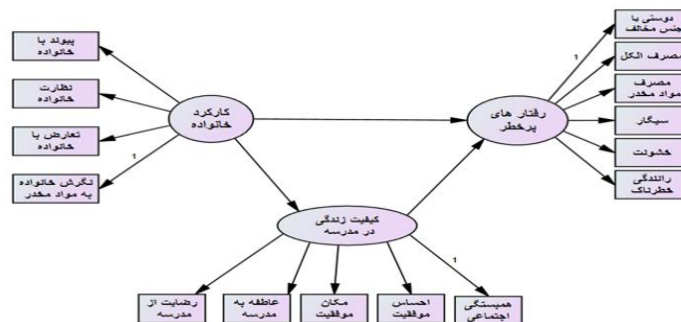 پیوند با
خانواده
نظارت
خانواده
تعارض با
خانواده
نگرش خانواده
به مواد مخدر
1
کارکرد
خانواده
رفتار های
پرخطر
1
دوستی با
جنس مخالف
مصرف الکل
مصرف
مواد مخدر
سیگار
خشونت
رانندگی
خطرناک
کیفیت زندگی
در مدرسه
1
رضایت از
مدرسه
عاطفه به
مدرسه
مکان
موفقیت
احساس
موفقیت
همبستگی
اجتماعی